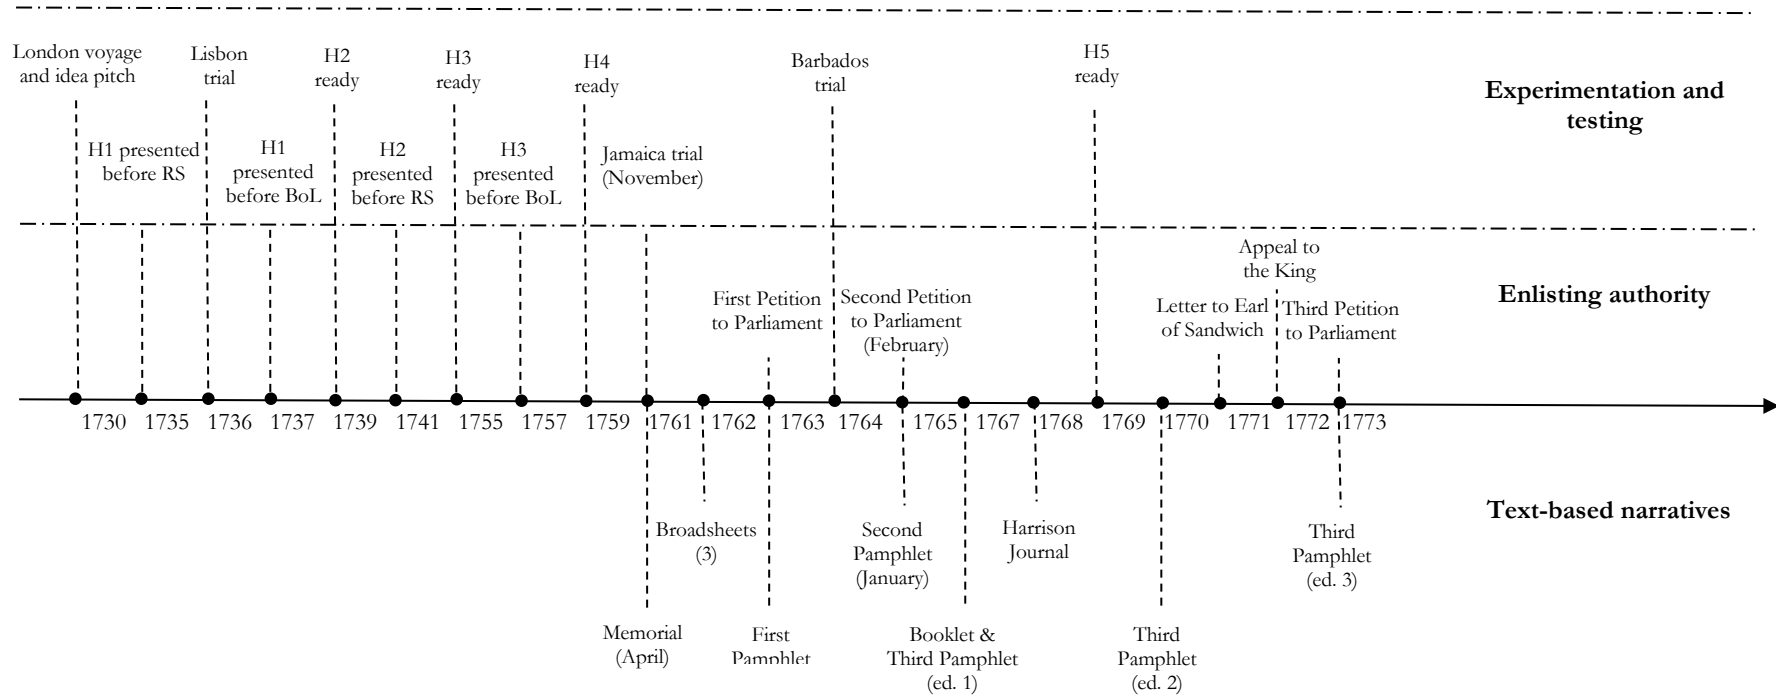 London voyage
and idea pitch
Lisbon
trial
H2
ready
H3
ready
H4
ready
Barbados
trial
H5
ready
Experimentation and
testing
H1 presented
before RS
H1
presented
before BoL
H2
presented
before RS
H3
presented
before BoL
Jamaica trial
(November)
First Petition
to Parliament
Second Petition
to Parliament
(February)
Letter to Earl
of Sandwich
Appeal to
the King
Third Petition
to Parliament
Enlisting authority
1730 1735 1736 1737 1739 1741 1755 1757 1759 1761 1762 1763 1764 1765 1767 1768 1769 1770 1771 1772 1773
Memorial
(April)
Broadsheets
(3)
First
Pamphlet
Second
Pamphlet
(January)
Booklet &
Third Pamphlet
(ed. 1)
Harrison
Journal
Third
Pamphlet
(ed. 2)
Third
Pamphlet
(ed. 3)
Text-based narratives